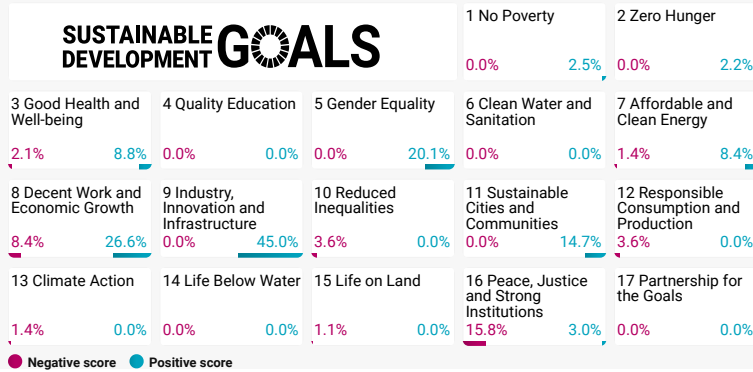 SUSTAINABLE
DEVELOPMENT
GOALS
1 No Poverty
0.0% 2.5%
2 Zero Hunger
0.0% 2.2%
3 Good Health and
Well-being
2.1% 8.8%
4 Quality Education
0.0% 0.0%
5 Gender Equality
0.0% 20.1%
6 Clean Water and
Sanitation
0.0% 0.0%
7 Affordable and
Clean Energy
1.4% 8.4%
8 Decent Work and
Economic Growth
8.4% 26.6%
9 Industry,
Innovation and
Infrastructure
0.0% 45.0%
10 Reduced
Inequalities
3.6% 0.0%
11 Sustainable
Cities and
Communities
0.0% 14.7%
12 Responsible
Consumption and
Production
3.6% 0.0%
13 Climate Action
1.4% 0.0%
14 Life Below Water
0.0% 0.0%
15 Life on Land
1.1% 0.0%
16 Peace, Justice
and Strong
Institutions
15.8% 3.0%
17 Partnership for
the Goals
0.0% 0.0%
Negative score Positive score